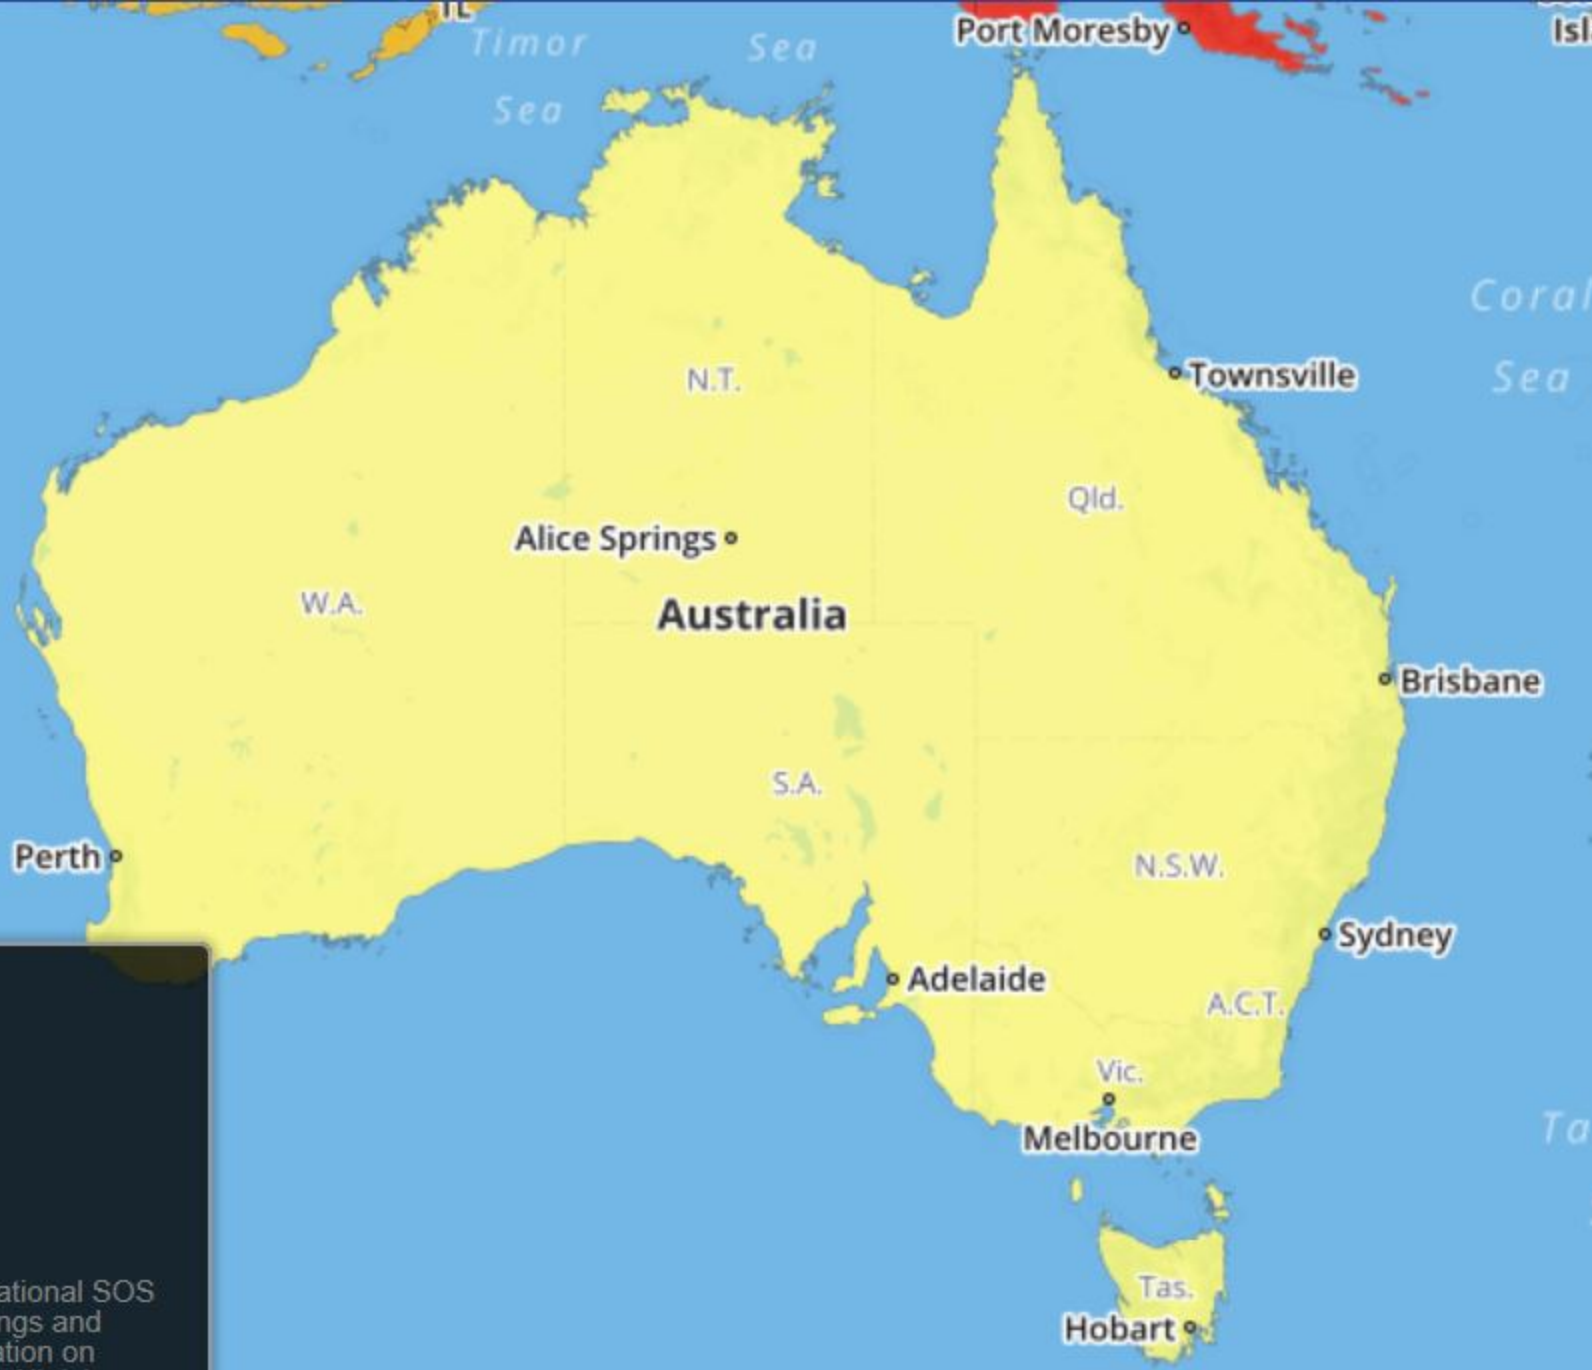 TL
Port Moresby
Timor
Sea
Sea
Coral
Townsville
Sea
N.T.
Qld.
Alice Springs
W.A.
Australia
Brisbane
S.A.
Perth
N.S.W.
Sydney
Adelaide
A.C.T.
Vic.
Melbourne
Tas.
Hobart
ational SOS
ngs and
ation on